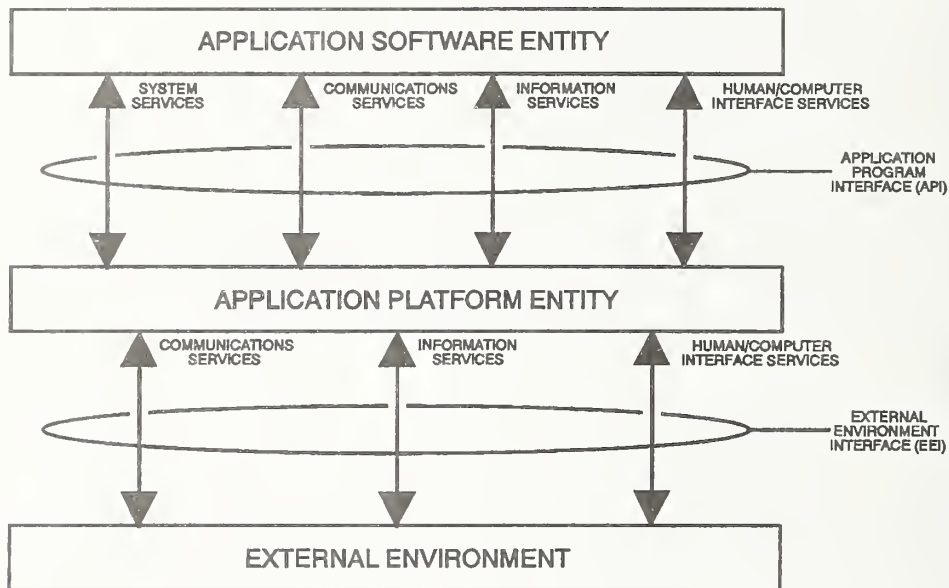 APPLICATION SOFTWARE ENTITY
SYSTEM
SERVICES
COMMUNICATIONS
SERVICES
INFORMATION
SERVICES
HUMAN/COMPUTER
INTERFACE SERVICES
APPLICATION
PROGRAM
INTERFACE (API)
APPLICATION PLATFORM ENTITY
COMMUNICATIONS
SERVICES
INFORMATION
SERVICES
HUMAN/COMPUTER
INTERFACE SERVICES
EXTERNAL
ENVIRONMENT
INTERFACE (EEI)
EXTERNAL ENVIRONMENT